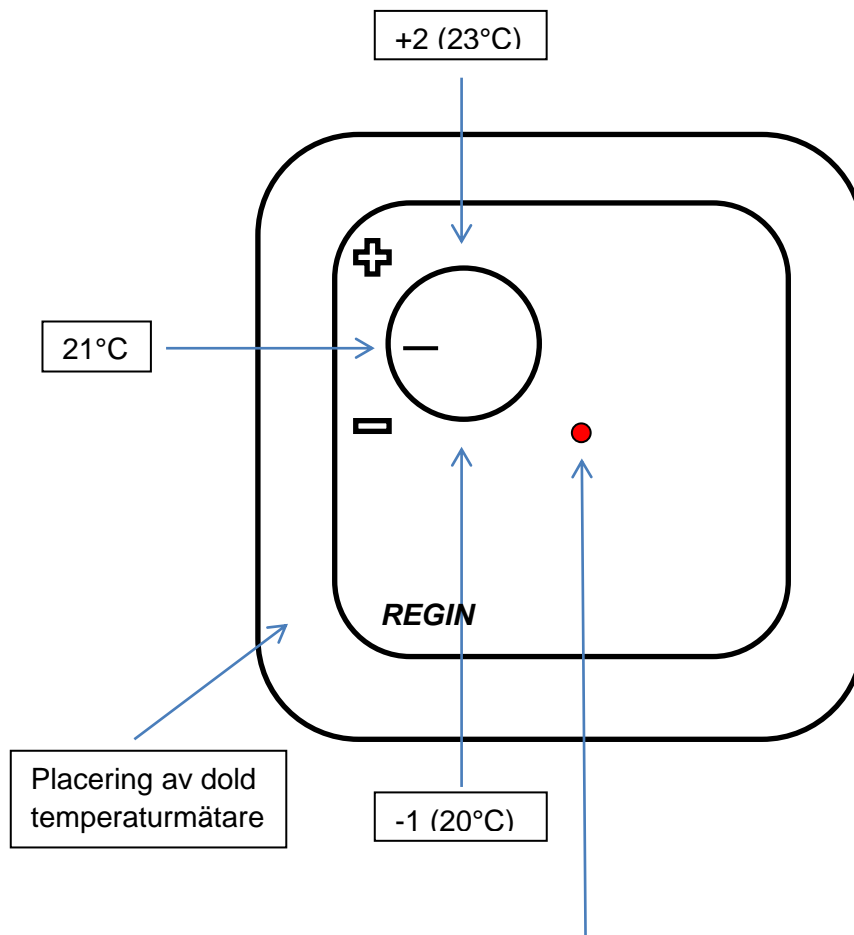 +2 (23°C)
21°C
REGIN
Placering av dold
temperaturmätare
-1 (20°C)